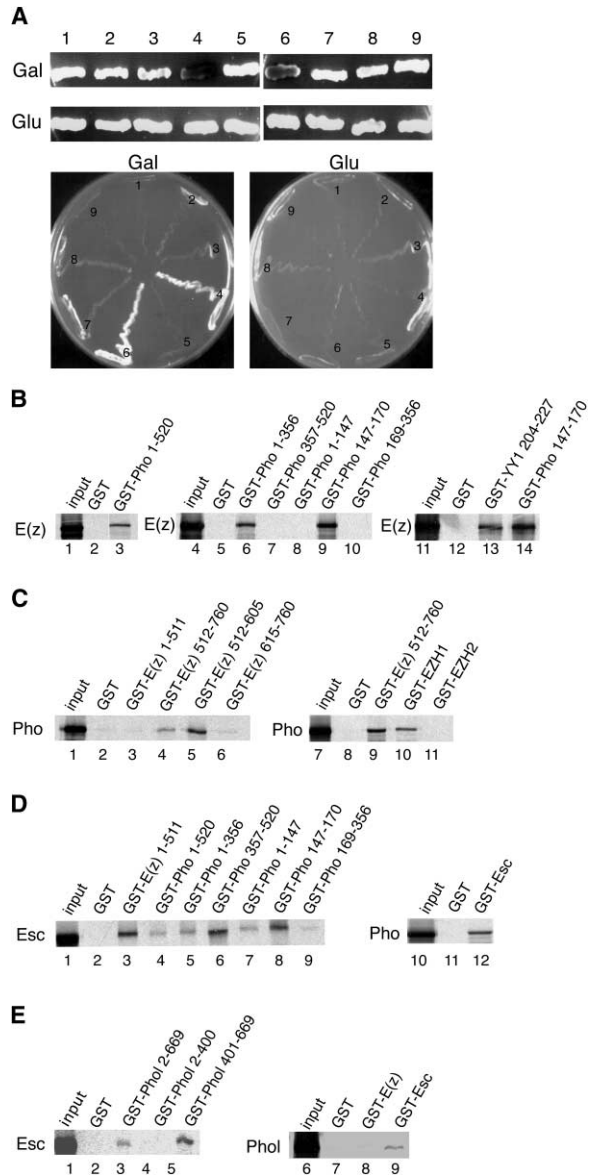 A
1 2 3 4 5 6 7 8 9
Gal
Glu
Gal Glu
1 2 3 4 5 6 7 8 9
1 2 3 4 5 6 7 8 9
B
input GST GST-Pho 1-520
E(z)
1 2 3
input GST GST-Pho 1-356 GST-Pho 357-520 GST-Pho 1-147 GST-Pho 147-170 GST-Pho 169-356
E(z)
4 5 6 7 8 9 10
input GST GST-YY1 204-227 GST-Pho 147-170
E(z)
11 12 13 14
C
input GST GST-E(z) 1-511 GST-E(z) 512-760 GST-E(z) 512-605 GST-E(z) 615-760
Pho
1 2 3 4 5 6
input GST GST-E(z) 512-760 GST-EZH1 GST-EZH2
Pho
7 8 9 10 11
D
input GST GST-E(z) 1-511 GST-Pho 1-520 GST-Pho 1-356 GST-Pho 357-520 GST-Pho 1-147 GST-Pho 147-170 GST-Pho 169-356
Esc
1 2 3 4 5 6 7 8 9
input GST GST-Esc
Pho
10 11 12
E
input GST GST-Phol 2-669 GST-Phol 2-400 GST-Phol 401-669
Esc
1 2 3 4 5
input GST GST-E(z) GST-Esc
Phol
6 7 8 9